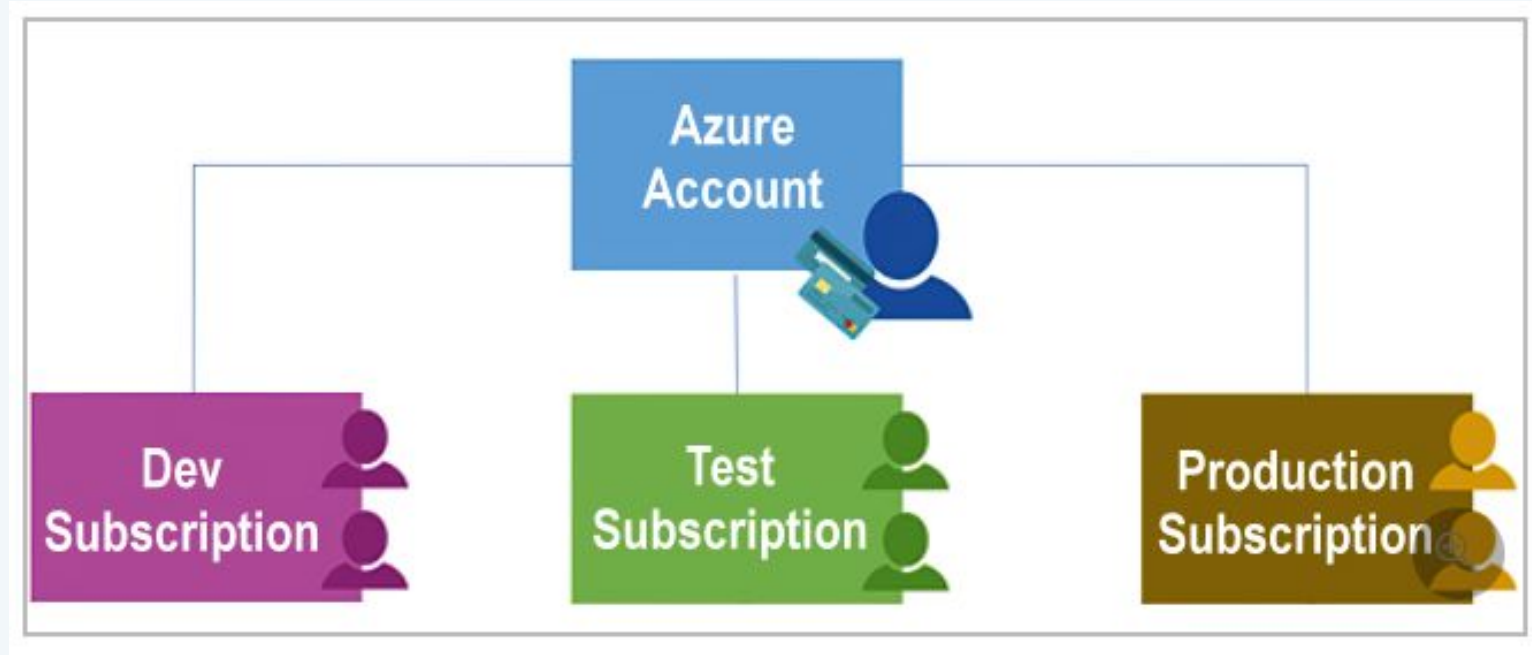 Azure
Account
Dev
Subscription
Test
Subscription
Production
Subscription